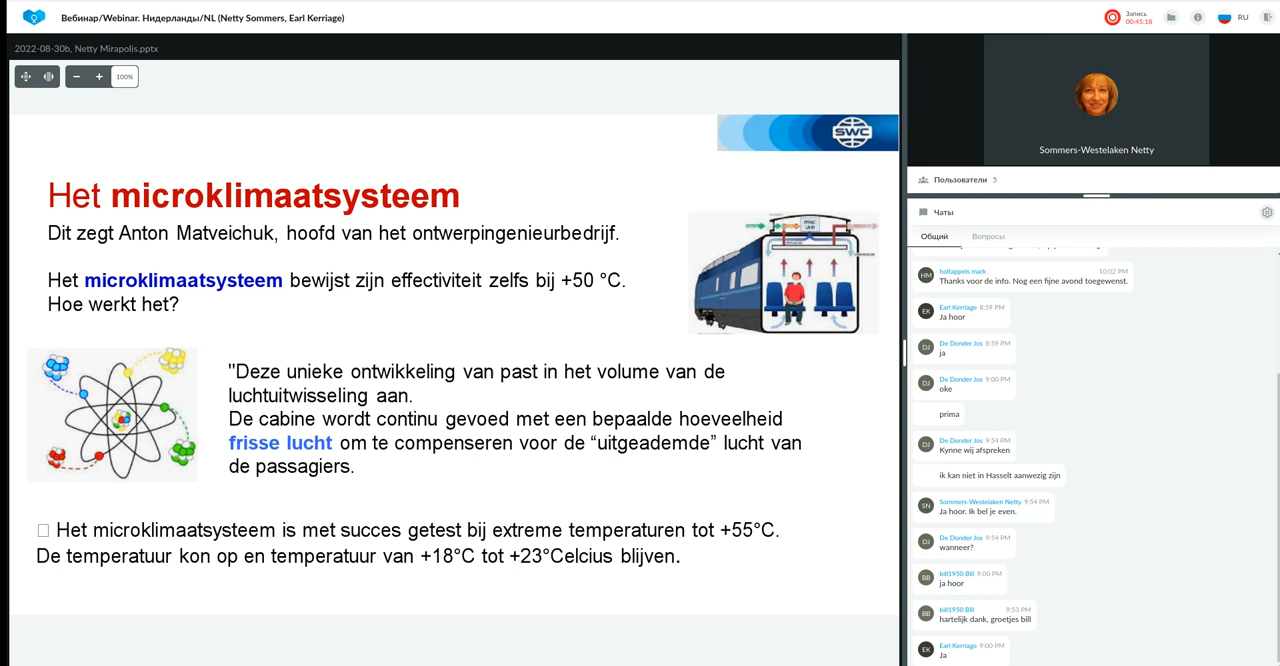 Вебинар/Webinar. Нидерланды/NL (Netty Sommers, Earl Kerriage)
Запись
00:45:18
RU
2022-08-30b, Netty Mirapolis.pptx
100%
SWC
Het microklimaatsysteem
Dit zegt Anton Matveichuk, hoofd van het ontwerpingenieurbedrijf.
Het microklimaatsysteem bewijst zijn effectiviteit zelfs bij +50 °C.
Hoe werkt het?
"Deze unieke ontwikkeling van past in het volume van de
luchtuitwisseling aan.
De cabine wordt continu gevoed met een bepaalde hoeveelheid
frisse lucht om te compenseren voor de “uitgeademde” lucht van
de passagiers.
Het microklimaatsysteem is met succes getest bij extreme temperaturen tot +55°C.
De temperatuur kon op en temperatuur van +18°C tot +23°Celcius blijven.
Sommers-Westelaken Netty
Пользователи 5
Чаты
Общий Вопросы
HM holtappels mark 10:02 PM
Thanks voor de info. Nog een fijne avond toegewenst.
EK Earl Kerriage 8:59 PM
Ja hoor
DJ De Donder Jos 8:59 PM
ja
DJ De Donder Jos 9:00 PM
oke
prima
DJ De Donder Jos 9:54 PM
Kynne wij afspreken
ik kan niet in Hasselt aanwezig zijn
SN Sommers-Westelaken Netty 9:54 PM
Ja hoor. Ik bel je even.
DJ De Donder Jos 9:54 PM
wanneer?
BB bill1950 Bill 9:00 PM
ja hoor
BB bill1950 Bill 9:53 PM
hartelijk dank, groetjes bill
EK Earl Kerriage 9:00 PM
Ja